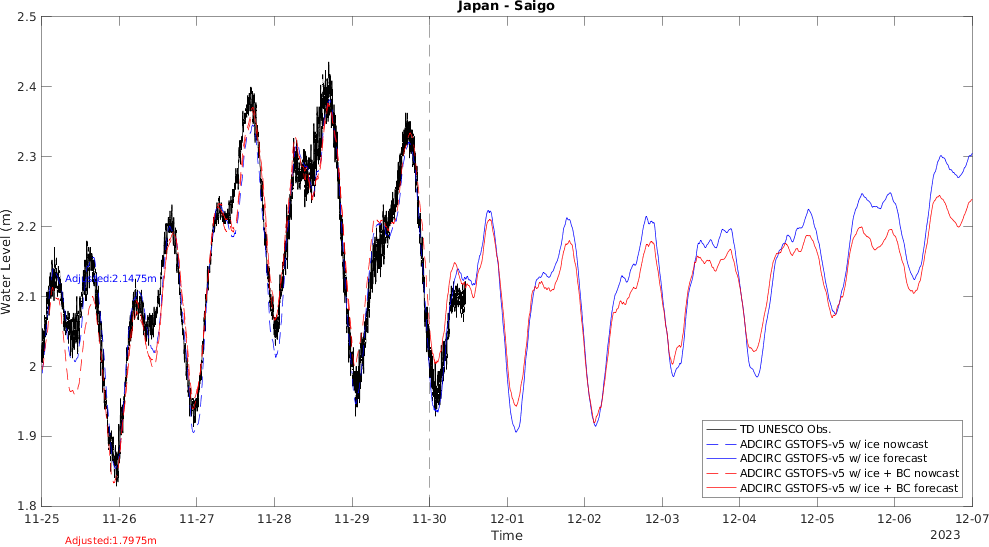 Japan - Saigo
Water Level (m)
2.5
2.4
2.3
2.2
2.1
2
1.9
1.8
Adjusted:2.1475m
TD UNESCO Obs.
ADCIRC GSTOFS-v5 w/ ice nowcast
ADCIRC GSTOFS-v5 w/ ice forecast
ADCIRC GSTOFS-v5 w/ ice + BC nowcast
ADCIRC GSTOFS-v5 w/ ice + BC forecast
11-25 11-26 11-27 11-28 11-29 11-30 12-01 12-02 12-03 12-04 12-05 12-06 12-07
Time
2023
Adjusted:1.7975m